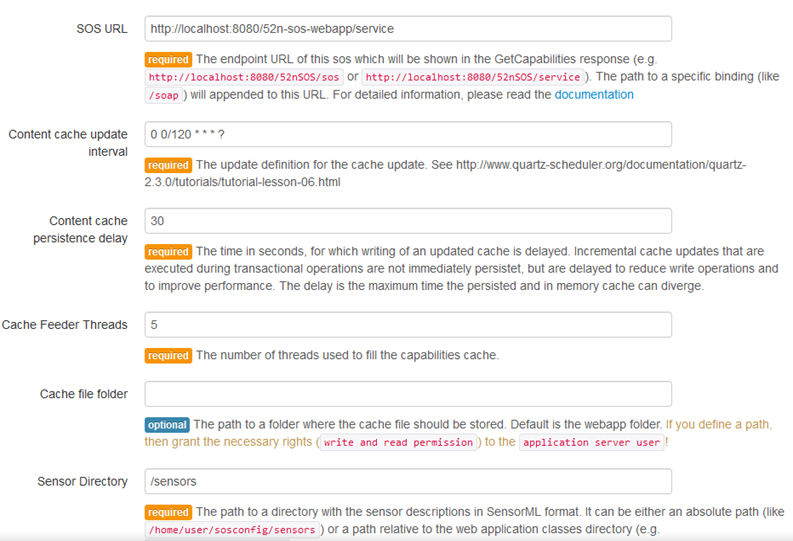 SOS URL
http://localhost:8080/52n-sos-webapp/service
required The endpoint URL of this sos which will be shown in the GetCapabilities response (e.g.
http://localhost:8080/52nSOS/sos or http://localhost:8080/52nSOS/service ). The path to a specific binding (like
/soap ) will appended to this URL. For detailed information, please read the documentation
Content cache update
interval
0 0/120 * * * ?
required The update definition for the cache update. See http://www.quartz-scheduler.org/documentation/quartz-
2.3.0/tutorials/tutorial-lesson-06.html
Content cache
persistence delay
30
required The time in seconds, for which writing of an updated cache is delayed. Incremental cache updates that are
executed during transactional operations are not immediately persistet, but are delayed to reduce write operations and
to improve performance. The delay is the maximum time the persisted and in memory cache can diverge.
Cache Feeder Threads
5
required The number of threads used to fill the capabilities cache.
Cache file folder
optional The path to a folder where the cache file should be stored. Default is the webapp folder. If you define a path,
then grant the necessary rights ( write and read permission ) to the application server user !
Sensor Directory
/sensors
required The path to a directory with the sensor descriptions in SensorML format. It can be either an absolute path (like
/home/user/sosconfig/sensors ) or a path relative to the web application classes directory (e.g.